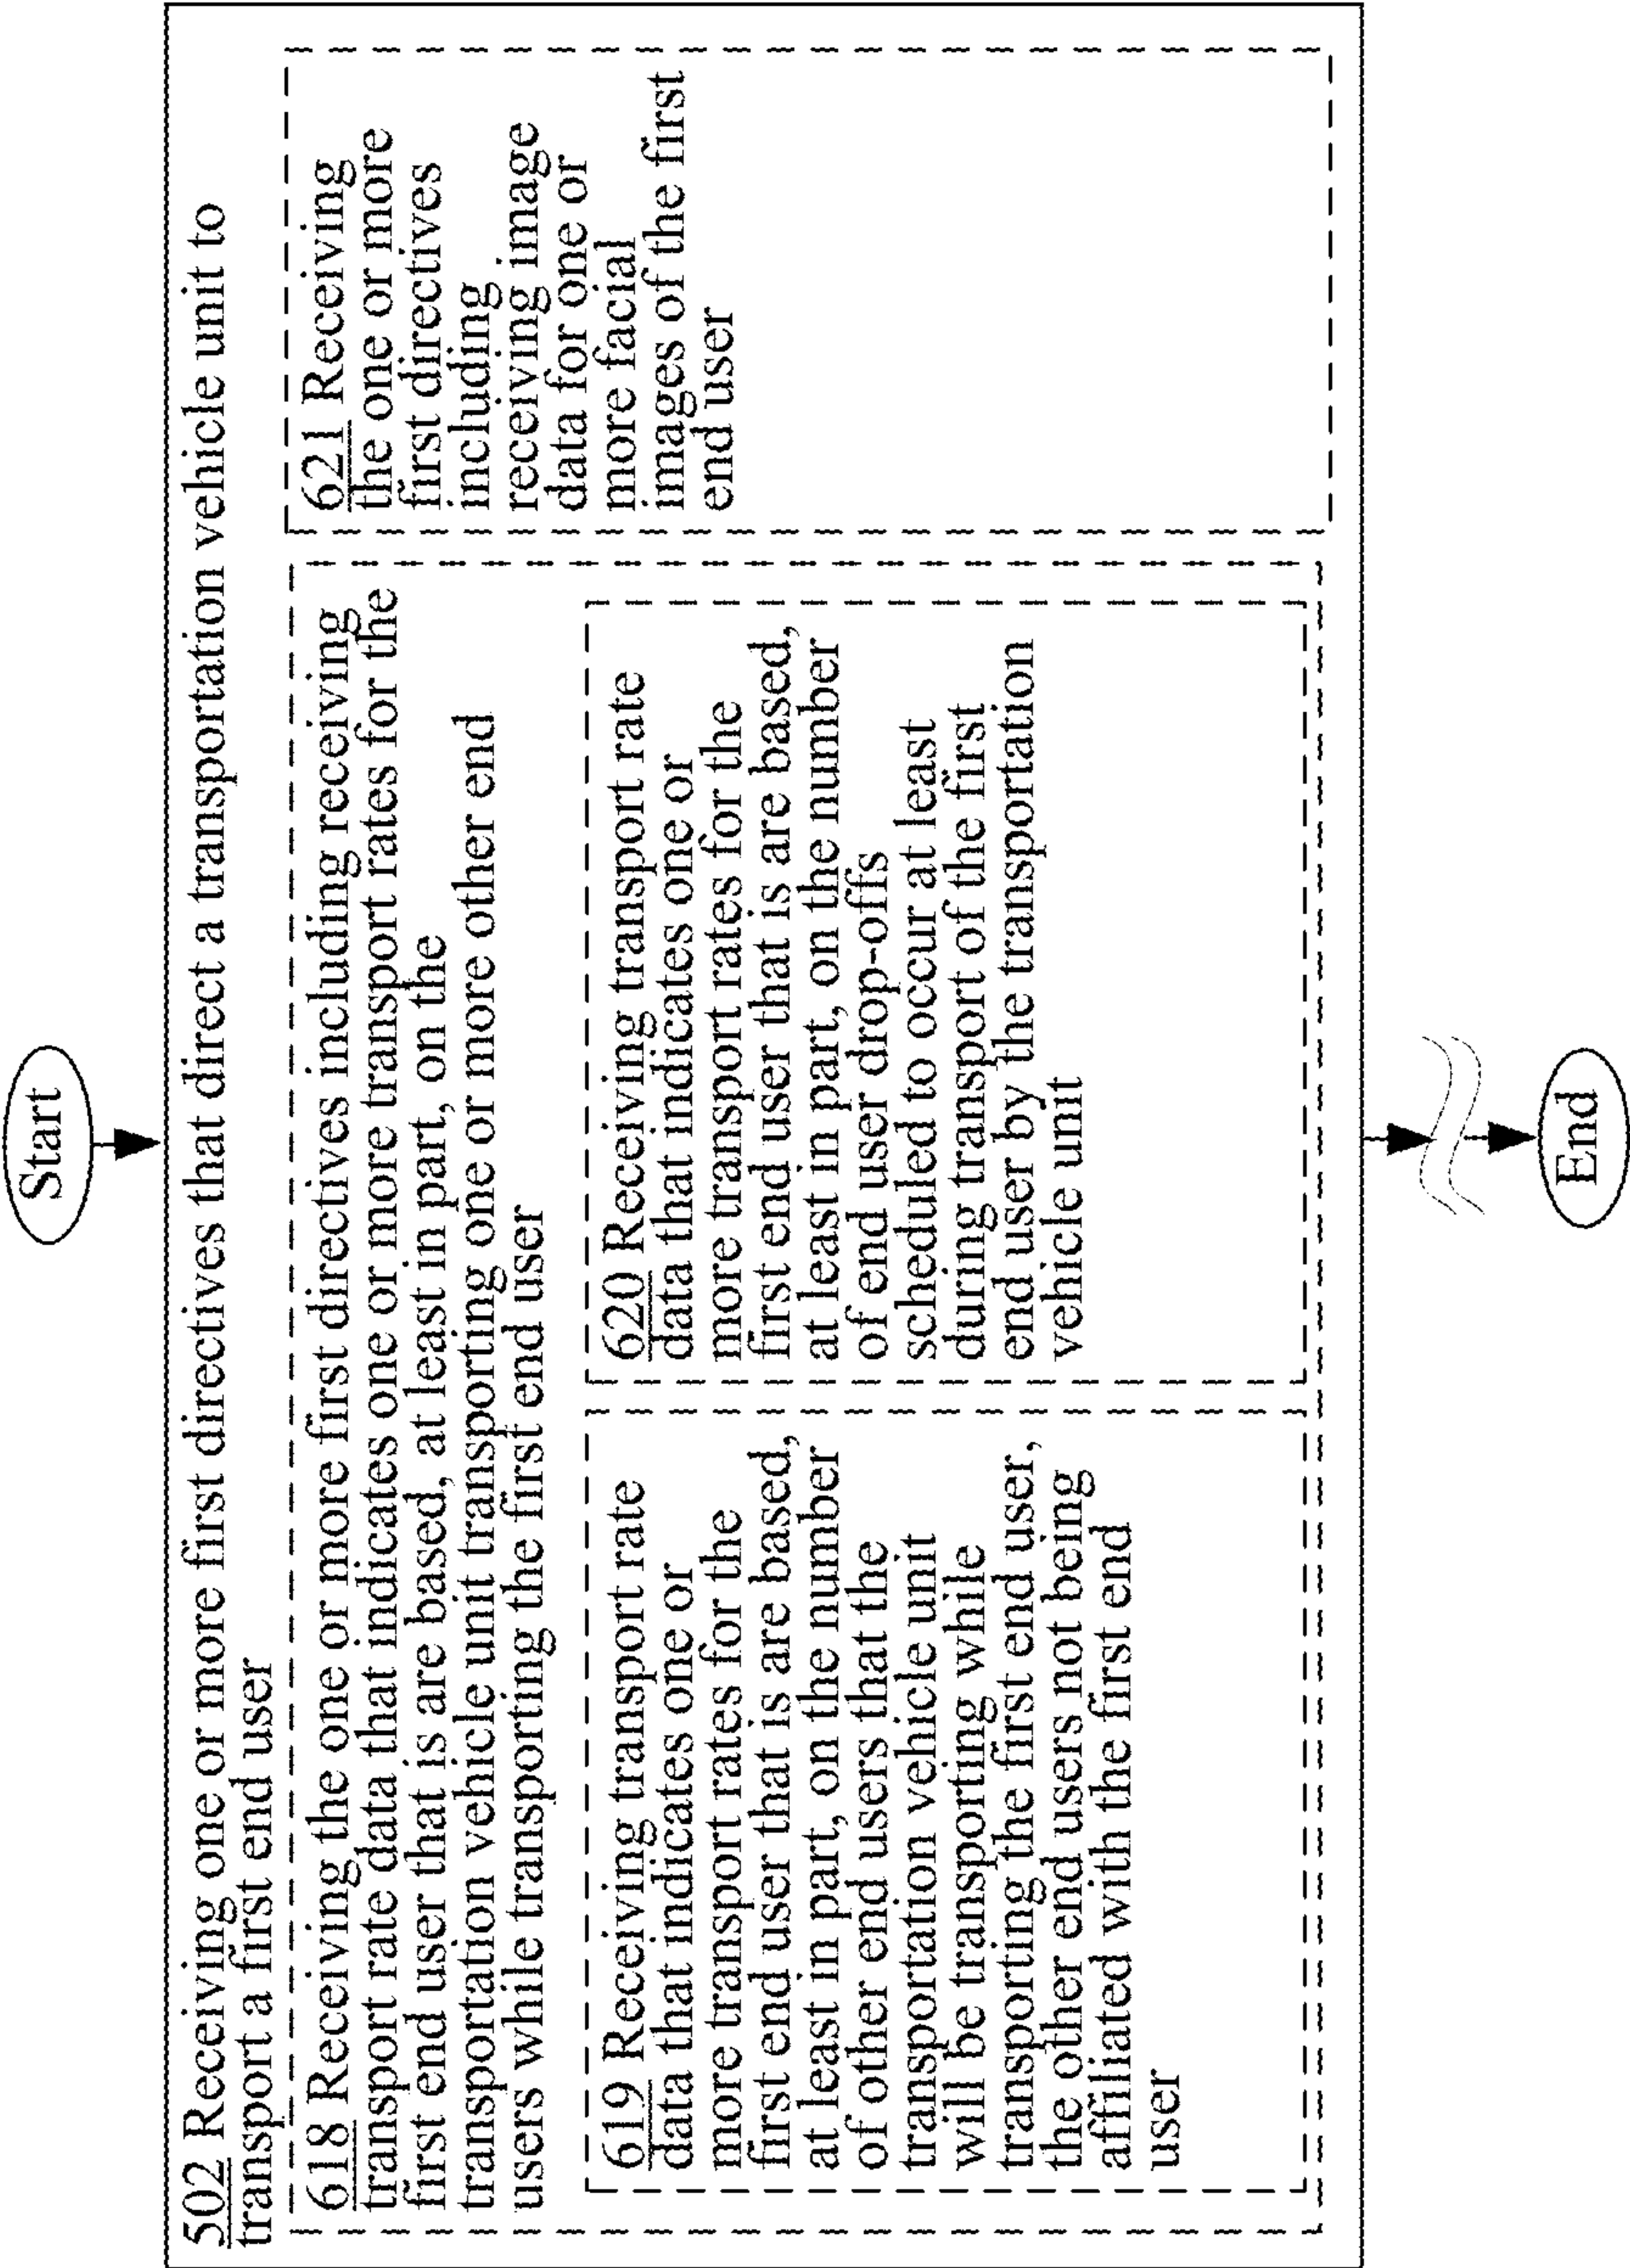 Start
502 Receiving one or more first directives that direct a transportation vehicle unit to
transport a first end user
618 Receiving the one or more first directives including receiving
transport rate data that indicates one or more transport rates for the
first end user that is are based, at least in part, on the
transportation vehicle unit transporting one or more other end
users while transporting the first end user
619 Receiving transport rate
data that indicates one or
more transport rates for the
first end user that is are based,
at least in part, on the number
of other end users that the
transportation vehicle unit
will be transporting while
transporting the first end user,
the other end users not being
affiliated with the first end
user
620 Receiving transport rate
data that indicates one or
more transport rates for the
first end user that is are based,
at least in part, on the number
of end user drop-offs
scheduled to occur at least
during transport of the first
end user by the transportation
vehicle unit
621 Receiving
the one or more
first directives
including
receiving image
data for one or
more facial
images of the first
end user
End